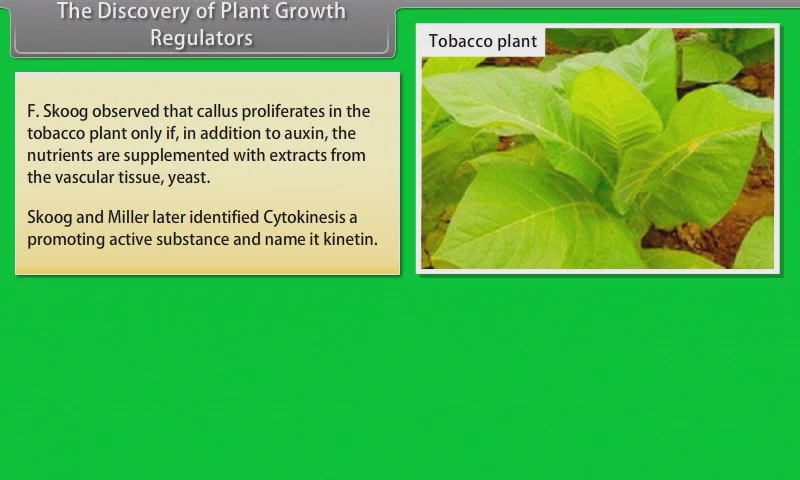 The Discovery of Plant Growth
Regulators
Tobacco plant
F. Skoog observed that callus proliferates in the
tobacco plant only if, in addition to auxin, the
nutrients are supplemented with extracts from
the vascular tissue, yeast.
Skoog and Miller later identified Cytokinesis a
promoting active substance and name it kinetin.